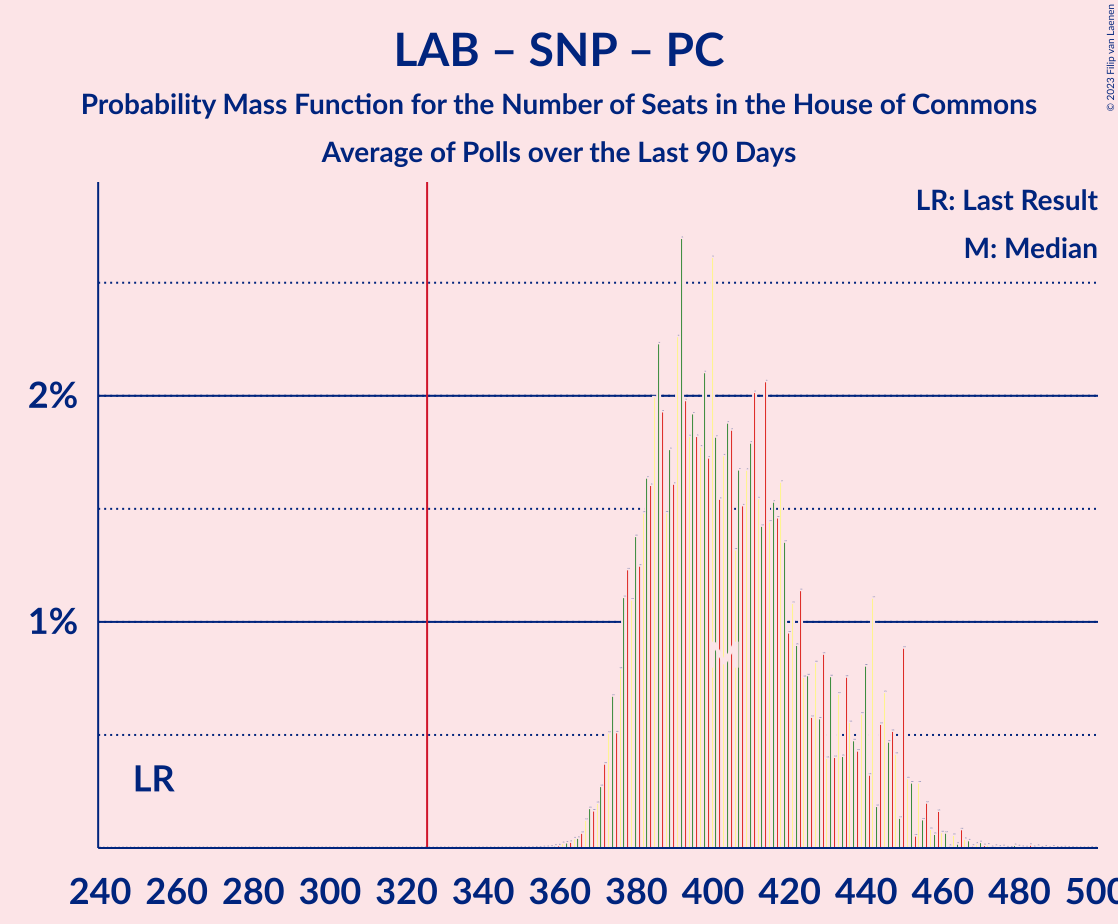 LAB – SNP – PC
Probability Mass Function for the Number of Seats in the House of Commons
Average of Polls over the Last 90 Days
© 2023 Filip van Laenen
LR: Last Result
M: Median
2%
1%
LR
M
240 260 280 300 320 340 360 380 400 420 440 460 480 500